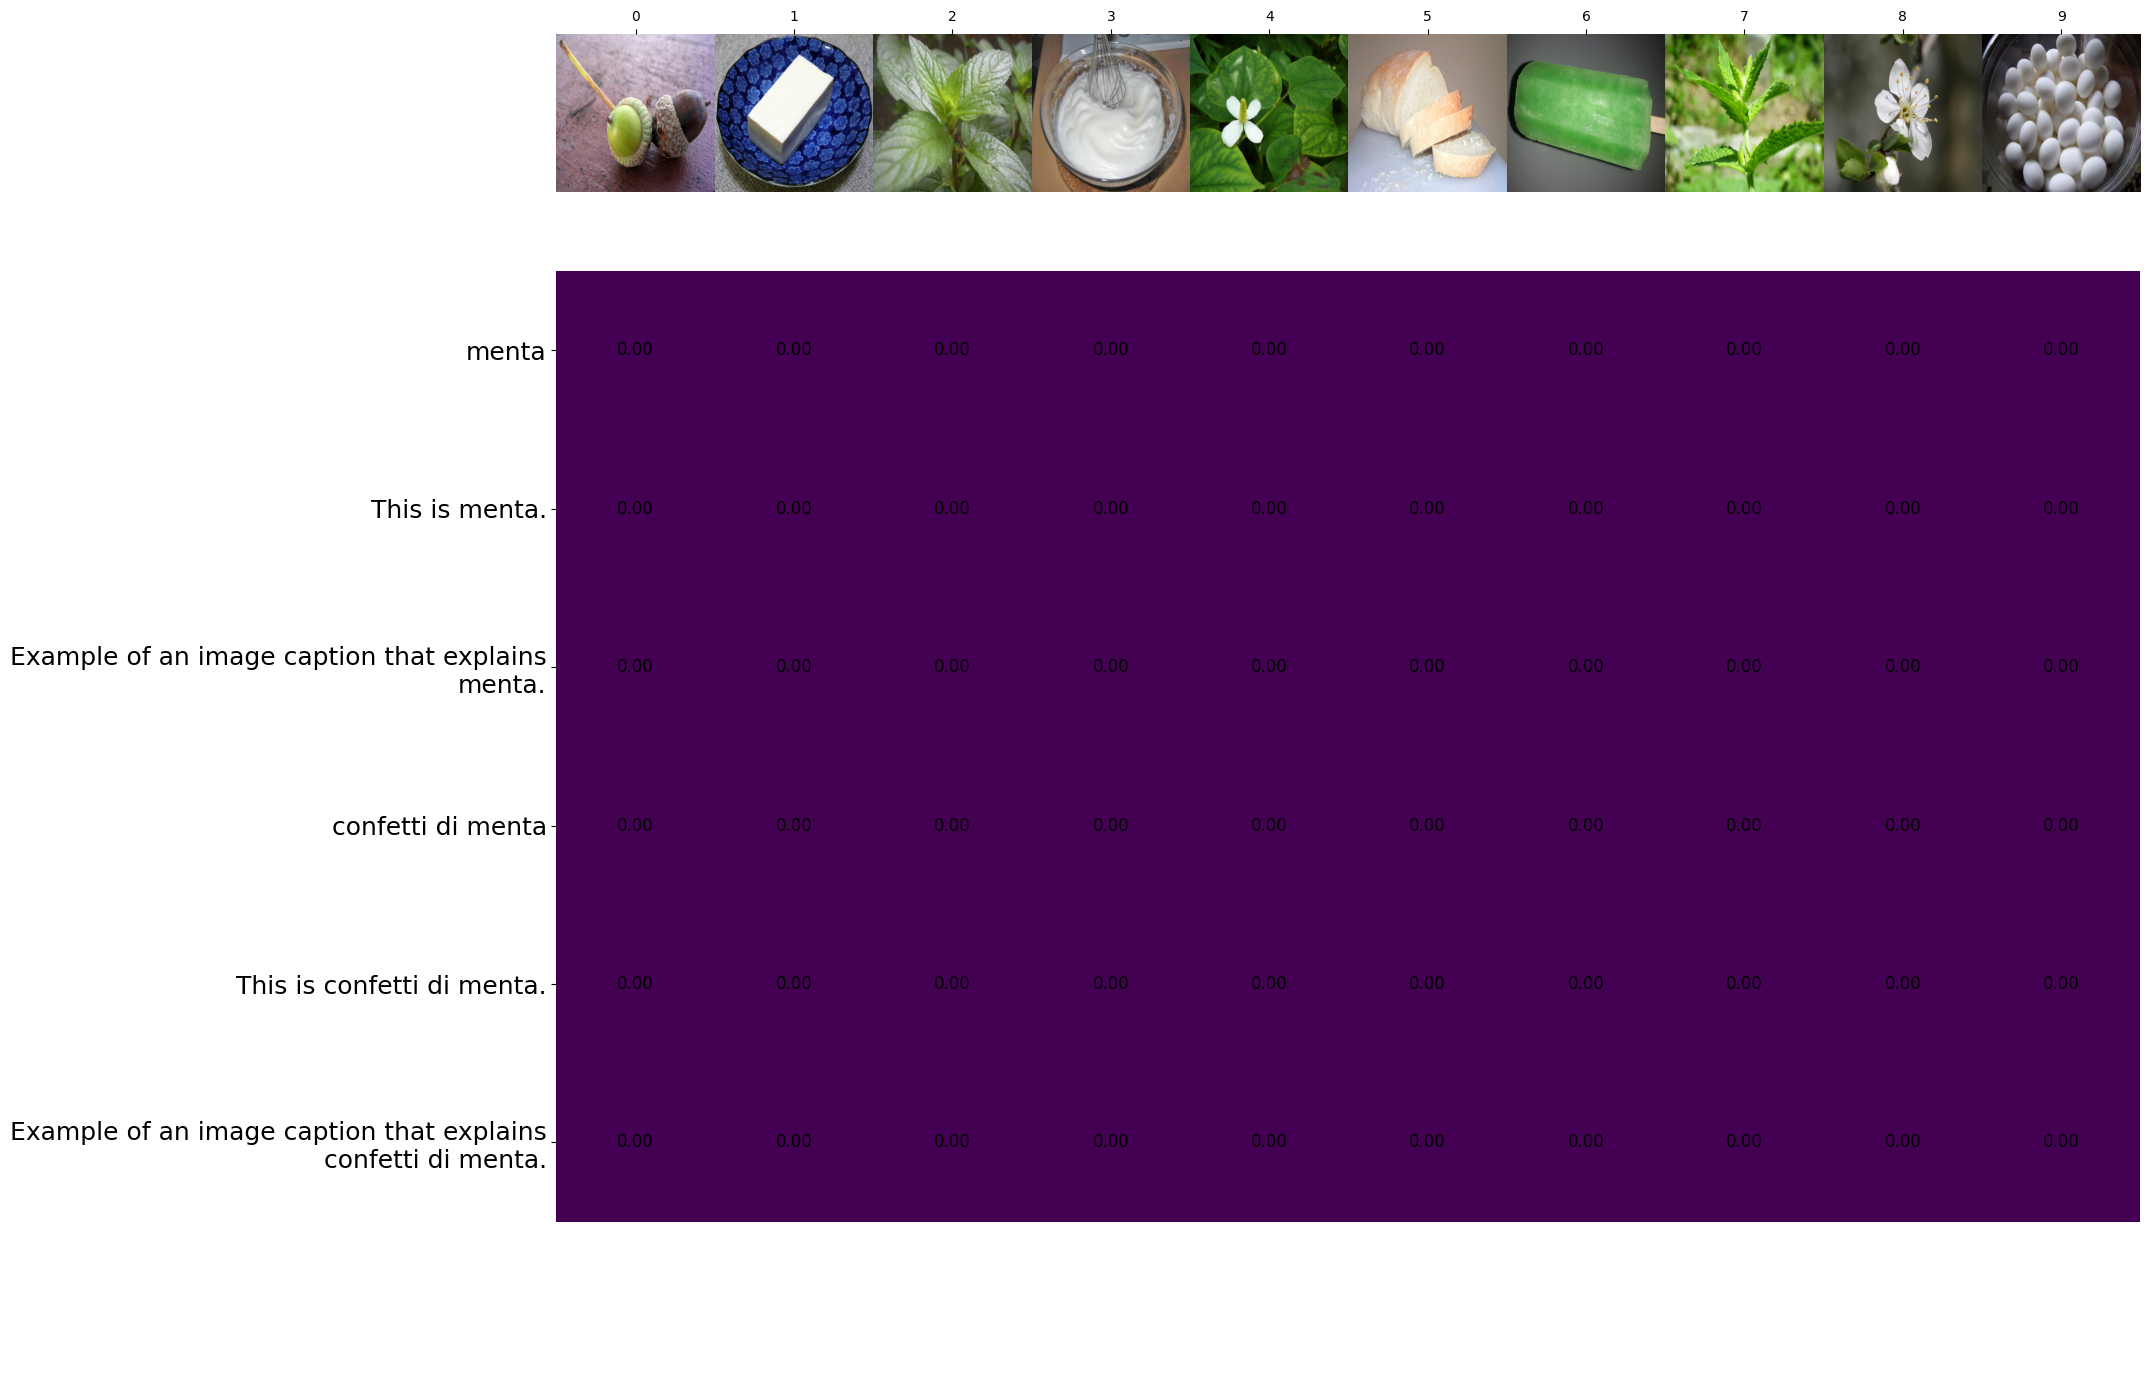 0 1 2 3 4 5 6 7 8 9
menta 0.00 0.00 0.00 0.00 0.00 0.00 0.00 0.00 0.00 0.00
This is menta. 0.00 0.00 0.00 0.00 0.00 0.00 0.00 0.00 0.00 0.00
Example of an image caption that explains
menta. 0.00 0.00 0.00 0.00 0.00 0.00 0.00 0.00 0.00 0.00
confetti di menta 0.00 0.00 0.00 0.00 0.00 0.00 0.00 0.00 0.00 0.00
This is confetti di menta. 0.00 0.00 0.00 0.00 0.00 0.00 0.00 0.00 0.00 0.00
Example of an image caption that explains
confetti di menta. 0.00 0.00 0.00 0.00 0.00 0.00 0.00 0.00 0.00 0.00